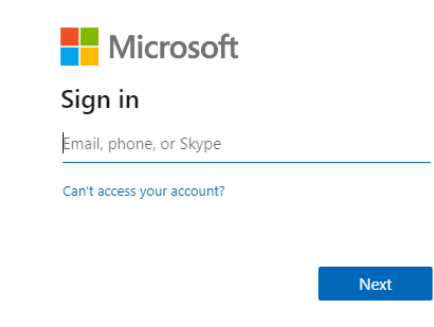 Microsoft
Sign in
Email, phone, or Skype
Can't access your account?
Next